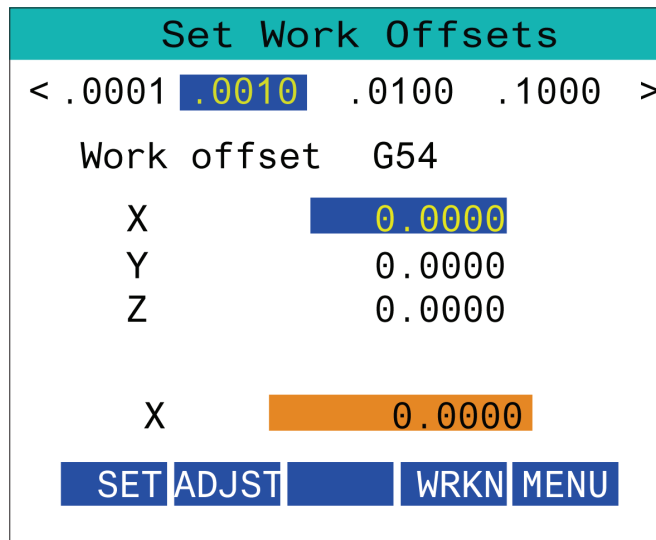 Set Work Offsets
< .0001 .0010 .0100 .1000 >
Work offset G54
X 0.0000
Y 0.0000
Z 0.0000
X 0.0000
SET ADJST WRKN MENU